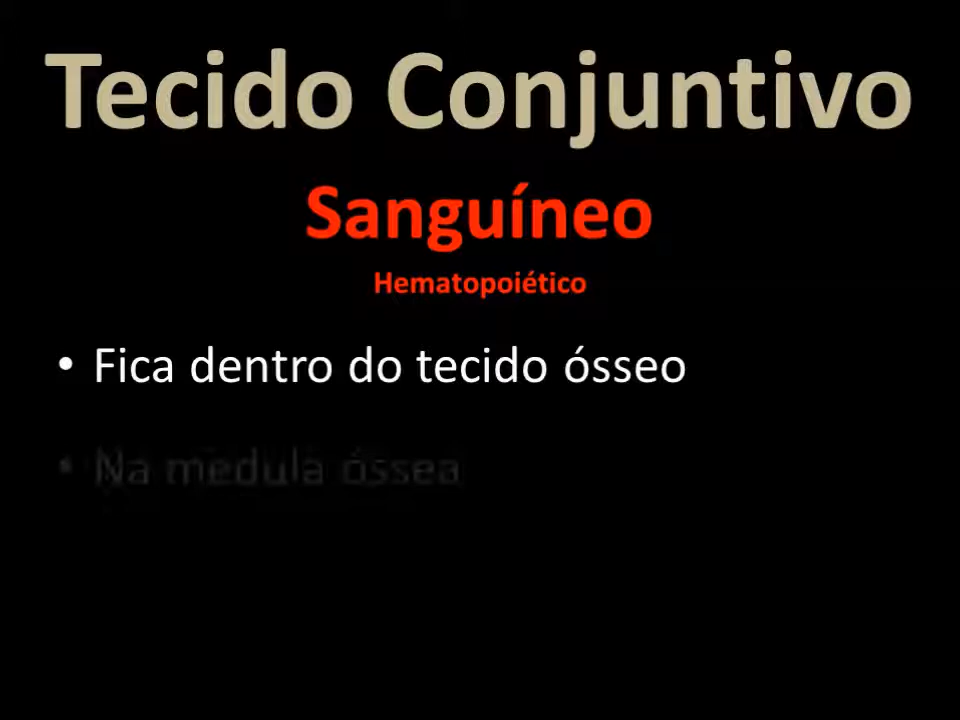 Tecido Conjuntivo
Sanguíneo
Hematopoiético
• Fica dentro do tecido ósseo
• Na medula óssea